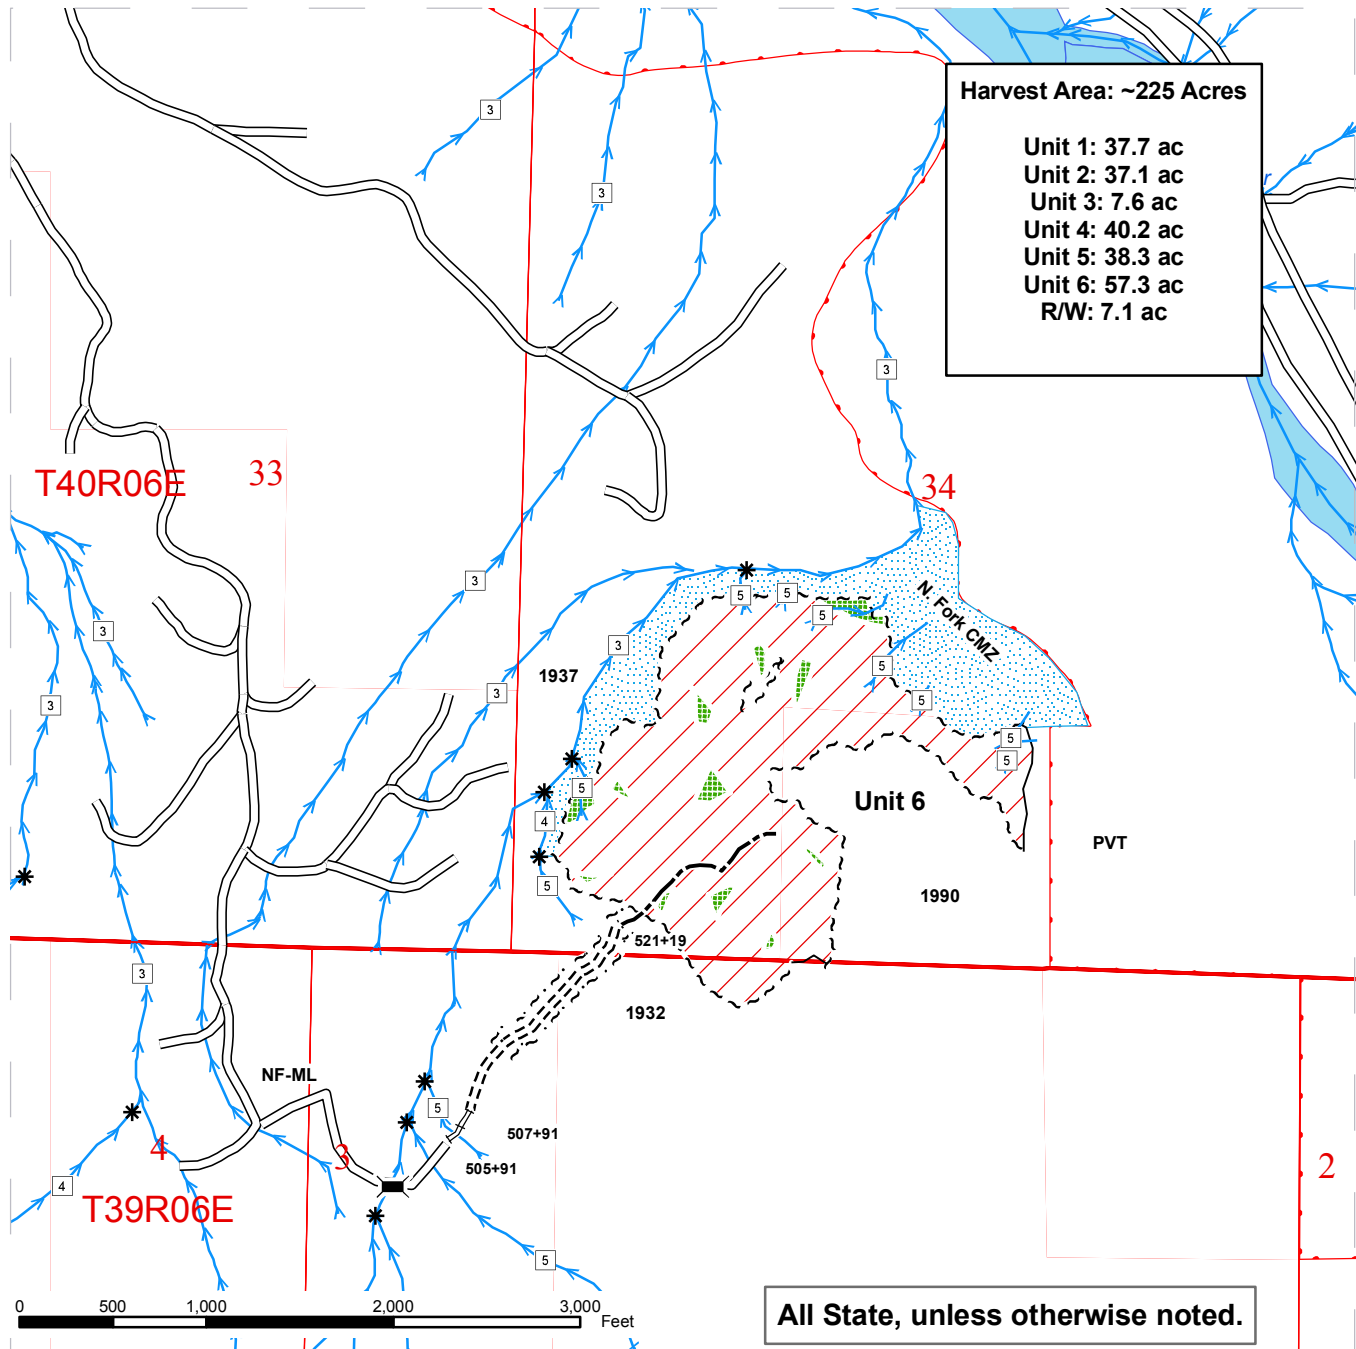 Harvest Area: ~225 Acres
Unit 1: 37.7 ac
Unit 2: 37.1 ac
Unit 3: 7.6 ac
Unit 4: 40.2 ac
Unit 5: 38.3 ac
Unit 6: 57.3 ac
R/W: 7.1 ac
3
3
r
3
T40R06E
33
34
3
3
5
5
5
N. Fork CMZ
3
3
1937
5
3
3
5
5
5
5
Unit 6
4
PVT
5
1990
521+19
3
1932
NF-ML
5
507+91
4
3
505+91
2
4
T39R06E
5
0
500
1,000
2,000
3,000
Feet
All State, unless otherwise noted.